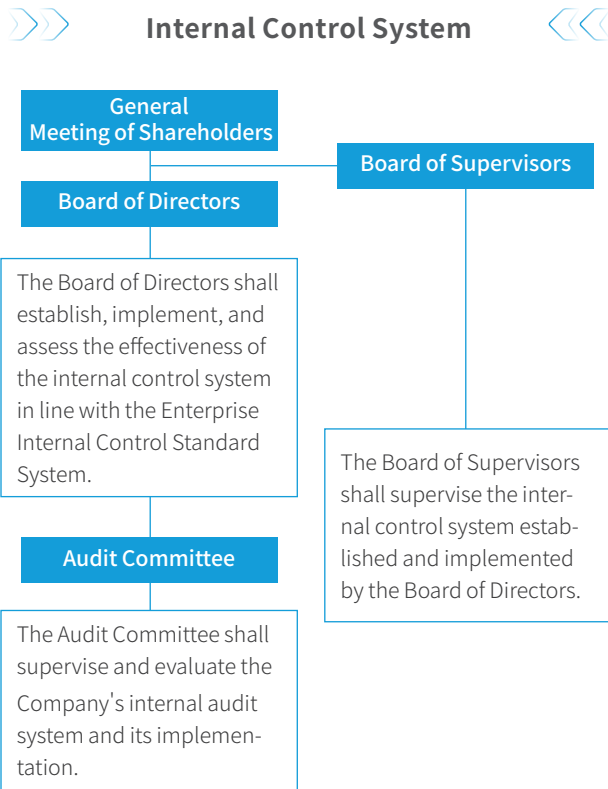 Internal Control System
General
Meeting of Shareholders
Board of Directors
The Board of Directors shall
establish, implement, and
assess the effectiveness of
the internal control system
in line with the Enterprise
Internal Control Standard
System.
Audit Committee
The Audit Committee shall
supervise and evaluate the
Company's internal audit
system and its implemen-
tation.
Board of Supervisors
The Board of Supervisors
shall supervise the inter-
nal control system estab-
lished and implemented
by the Board of Directors.